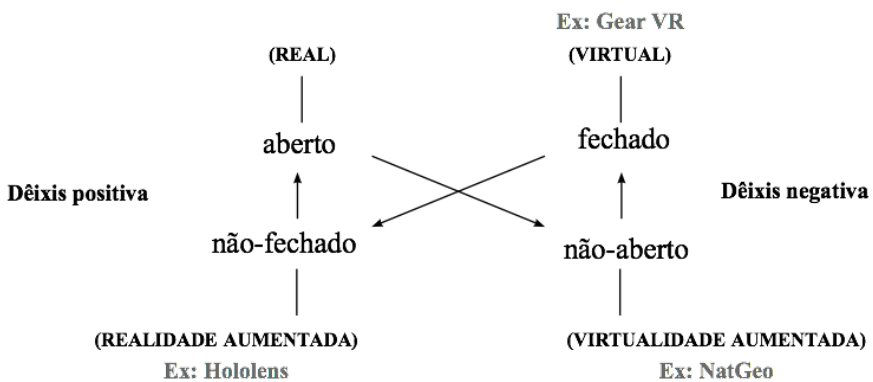 Ex: Gear VR
(REAL) (VIRTUAL)
aberto fechado
Dêixis positiva Dêixis negativa
não-fechado não-aberto
(REALIDADE AUMENTADA) (VIRTUALIDADE AUMENTADA)
Ex: Hololens Ex: NatGeo